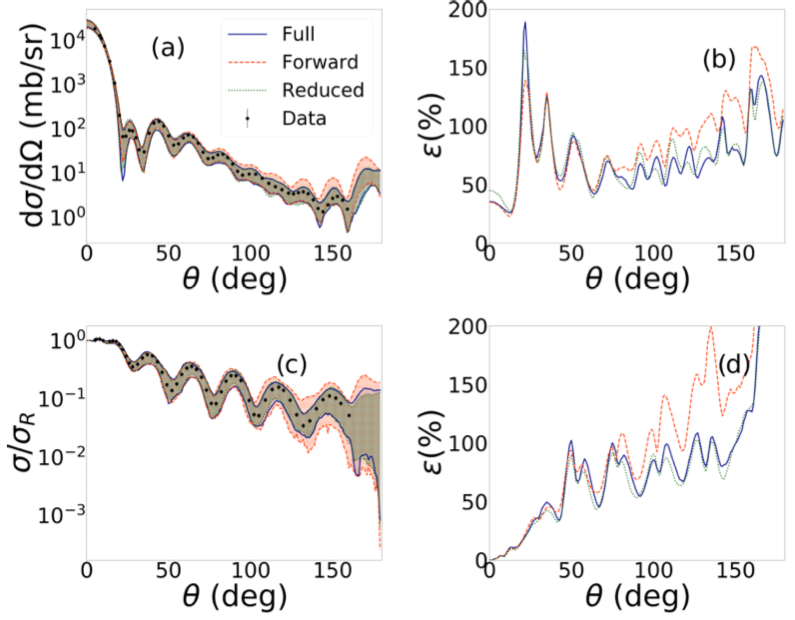 (a)
Full
Forward
Reduced
Data
10⁴
10³
10²
10¹
10⁰
dσ/dΩ (mb/sr)
0 50 100 150
θ (deg)
(b)
200
150
100
50
0
ε(%)
0 50 100 150
θ (deg)
(c)
10⁰
10⁻¹
10⁻²
10⁻³
σ/σ_R
0 50 100 150
θ (deg)
(d)
200
150
100
50
0
ε(%)
0 50 100 150
θ (deg)